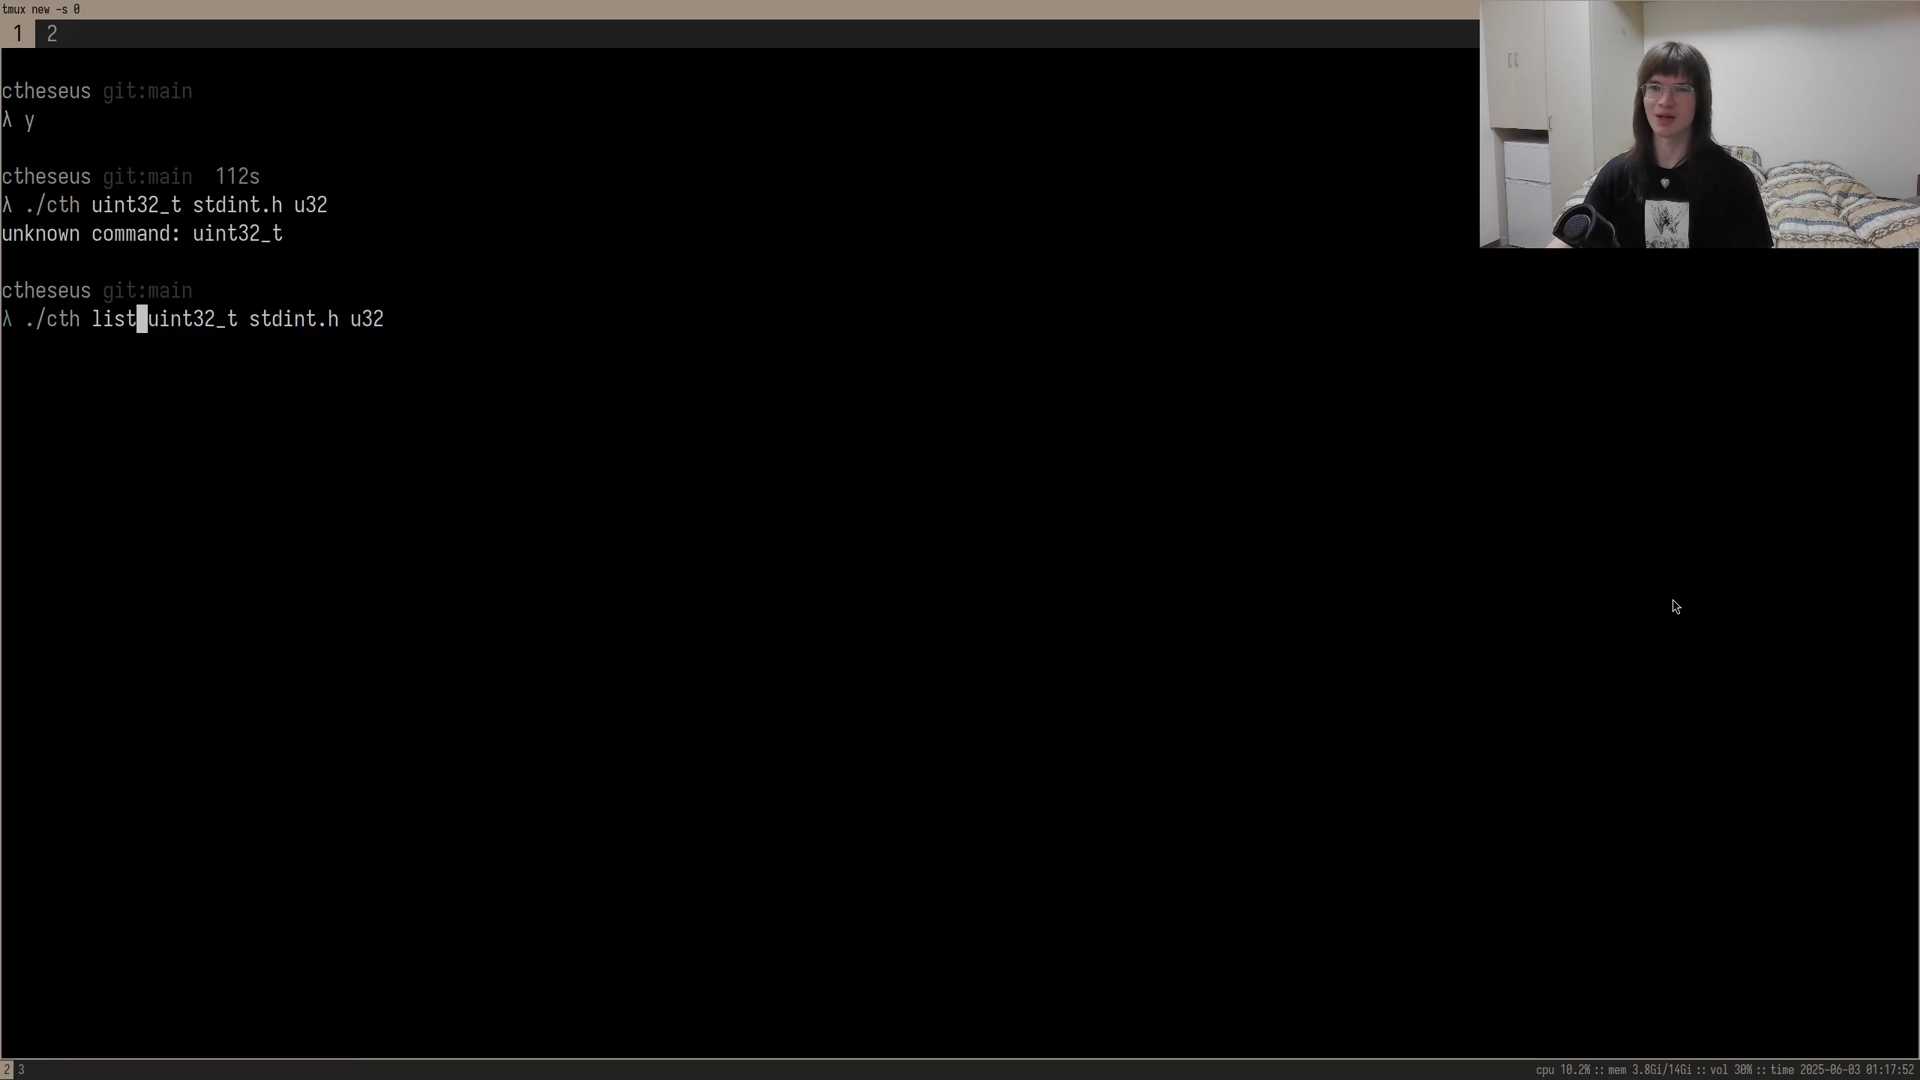 tmux new -s 0
1 2
ctheseus git:main
λ y
ctheseus git:main 112s
λ ./cth uint32_t stdint.h u32
unknown command: uint32_t
ctheseus git:main
λ ./cth list uint32_t stdint.h u32
2 3
cpu 10.2% :: mem 3.8Gi/14Gi :: vol 30% :: time 2025-06-03 01:17:52